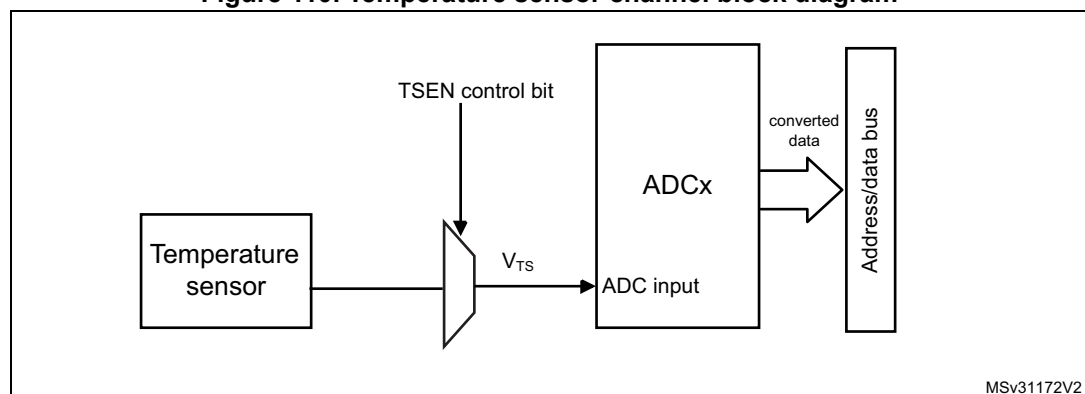 Figure 110. Temperature sensor channel block diagram
TSEN control bit
converted
data
Address/data bus
ADCx
Temperature
sensor
VTS
ADC input
MSv31172V2